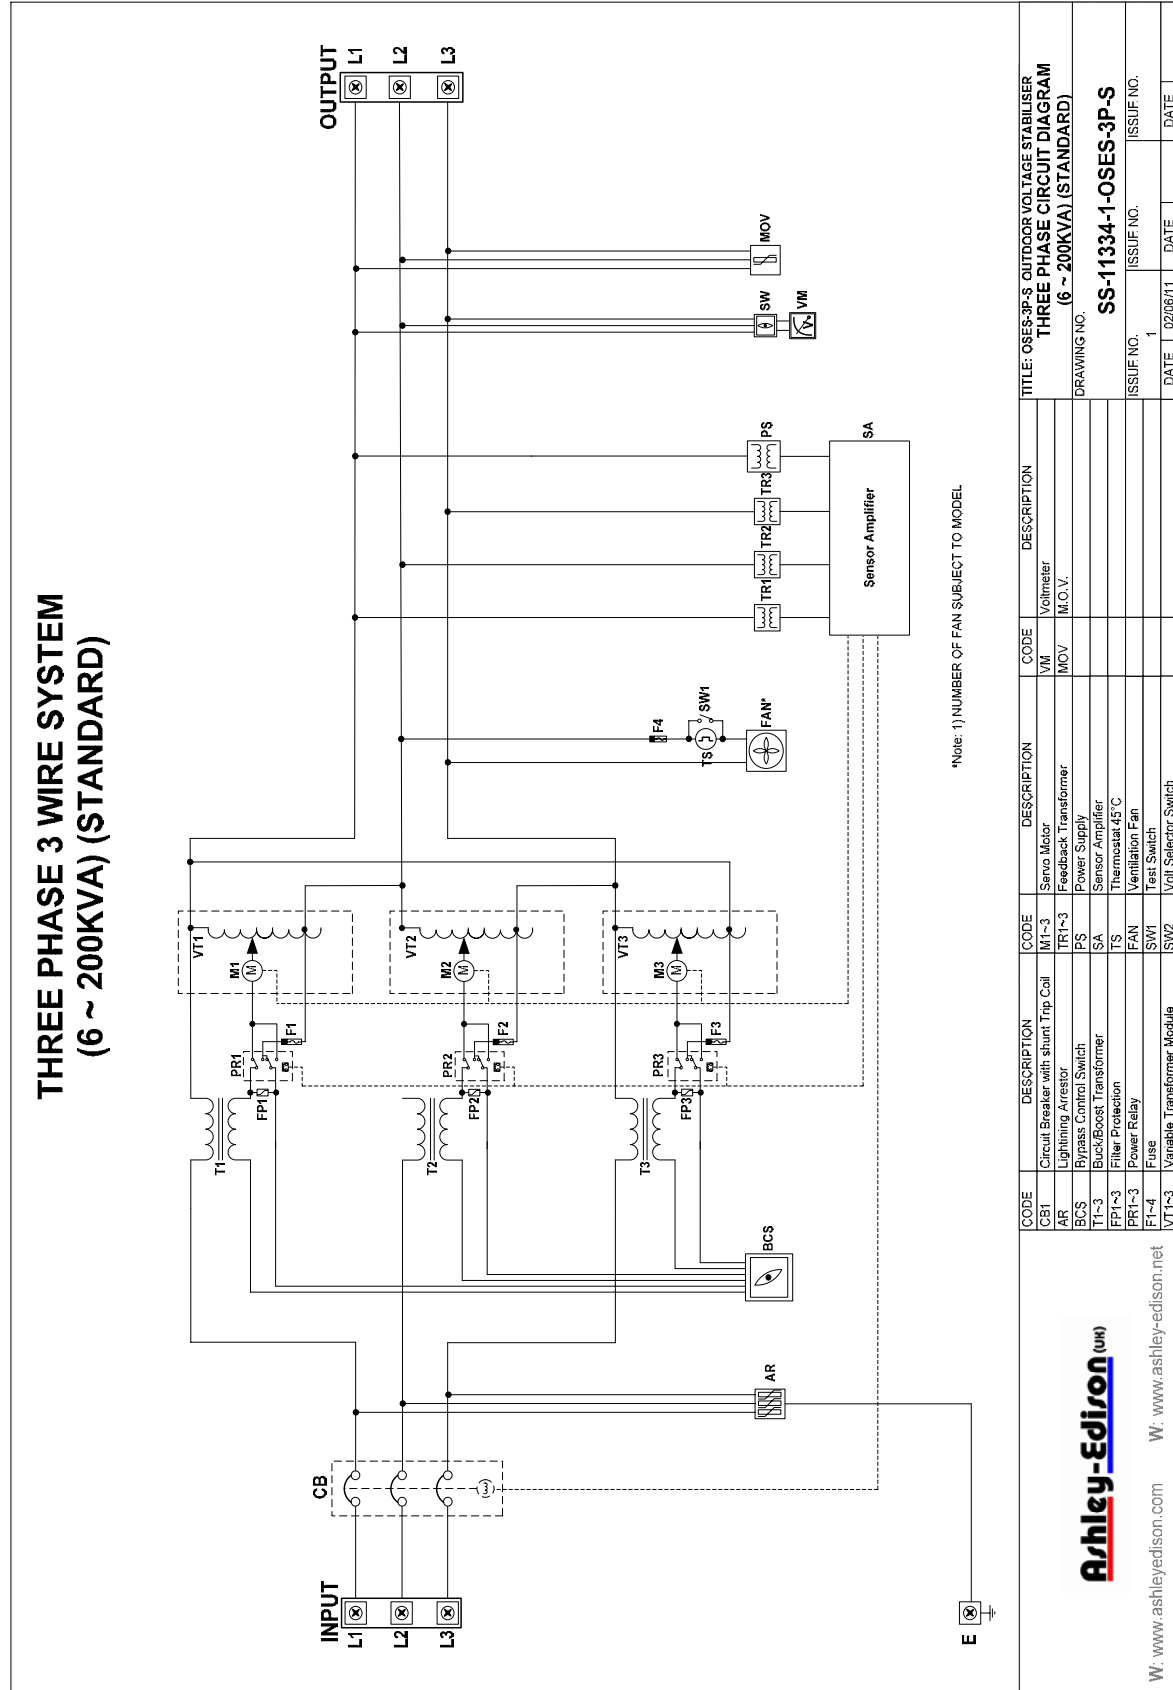 THREE PHASE 3 WIRE SYSTEM
(6 ~ 200KVA) (STANDARD)
INPUT
L1
L2
L3
CB
E
AR
BCS
T1
T2
T3
FP1
FP2
FP3
PR1
PR2
PR3
F1
F2
F3
M1
M
M2
M
M3
M
VT1
VT2
VT3
F4
TS
SW1
FAN*
TR1
TR2
TR3
PS
SA
Sensor Amplifier
SW
VM
V
MOV
OUTPUT
L1
L2
L3
*Note: 1) NUMBER OF FAN SUBJECT TO MODEL
Ashley-Edison (UK)
W: www.ashleyedison.com
W: www.ashley-edison.net
CODE DESCRIPTION
CB1 Circuit Breaker with shunt Trip Coil
AR Lightining Arrestor
BCS Bypass Control Switch
T1~3 Buck/Boost Transformer
FP1~3 Filter Protection
PR1~3 Power Relay
F1~4 Fuse
VT1~3 Variable Transformer Module
CODE DESCRIPTION
M1~3 Servo Motor
TR1~3 Feedback Transformer
PS Power Supply
SA Sensor Amplifier
TS Thermostat 45°C
FAN Ventilation Fan
SW1 Test Switch
SW2 Volt Selector Switch
CODE DESCRIPTION
VM Voltmeter
MOV M.O.V.
TITLE: OSES-3P-S OUTDOOR VOLTAGE STABILISER
THREE PHASE CIRCUIT DIAGRAM
(6 ~ 200KVA) (STANDARD)
DRAWING NO.
SS-11334-1-OSES-3P-S
ISSUE NO. 1
ISSUE NO.
ISSUE NO.
DATE 02/06/11
DATE
DATE